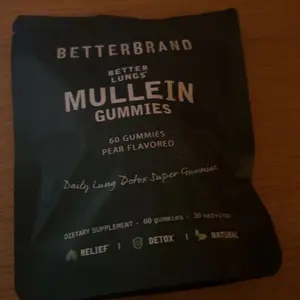 BETTERBRAND
BETTER
LUNGS
MULLEIN
GUMMIES
60 GUMMIES
PEAR FLAVORED
Daily Lung Detox Super Gummies
DIETARY SUPPLEMENT - 60 gummies - 30 servings
RELIEF | DETOX | NATURAL